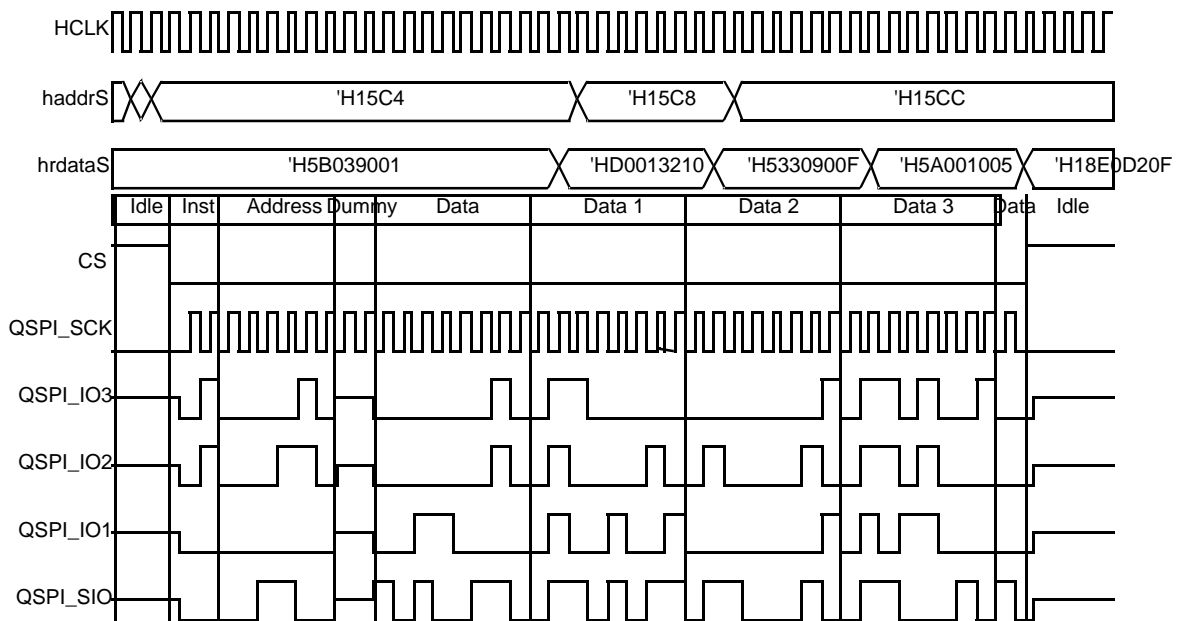 HCLK
haddrS 'H15C4 'H15C8 'H15CC
hrdataS 'H5B039001 'HD0013210 'H5330900F 'H5A001005 'H18E0D20F
Idle Inst Address Dummy Data Data 1 Data 2 Data 3 Data Idle
CS
QSPI_SCK
QSPI_IO3
QSPI_IO2
QSPI_IO1
QSPI_SIO